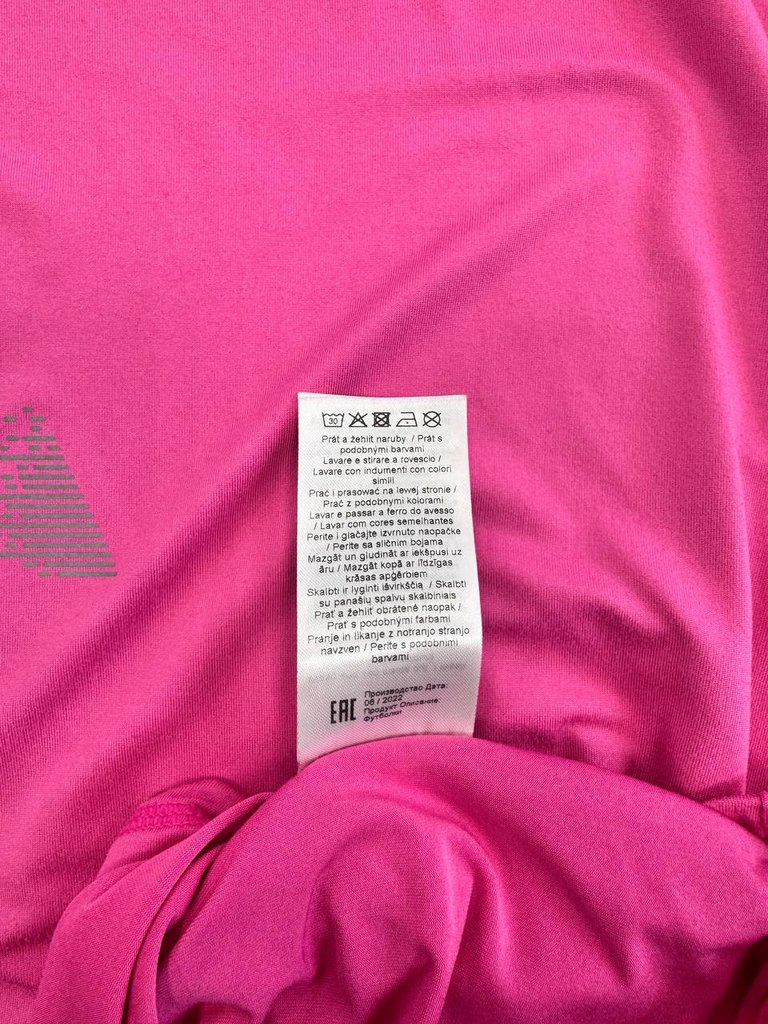 30
Prát a žehlit naruby / Prát s
podobnými barvami
Lavare e stirare a rovescio /
Lavare con indumenti con colori
simili
Prać i prasować na lewej stronie /
Prać z podobnymi kolorami
Lavar e passar a ferro do avesso
/ Lavar com cores semelhantes
Perite i glačajte izvrnuto naopačke
/ Perite sa sličnim bojama
Mazgāt un gludināt ar iekšpusi uz
āru / Mazgāt kopā ar līdzīgas
krāsas apģērbiem
Skalbti ir lyginti išvirkščią / Skalbti
su panašių spalvų skalbiniais
Prať a žehliť obrátené naopak /
Prať s podobnými farbami
Pranje in likanje z notranjo stranjo
navzven / Perite s podobnimi
barvami
EAC
Производство Дата:
06 / 2022
Продукт Описание:
Футболки